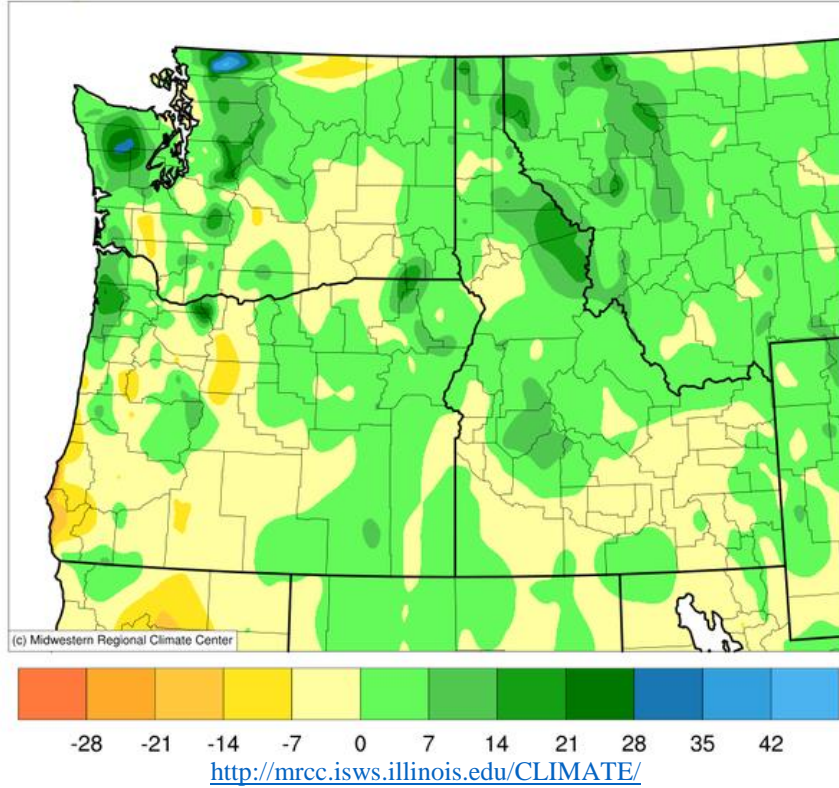 (c) Midwestern Regional Climate Center
-28 -21 -14 -7 0 7 14 21 28 35 42
http://mrcc.isws.illinois.edu/CLIMATE/